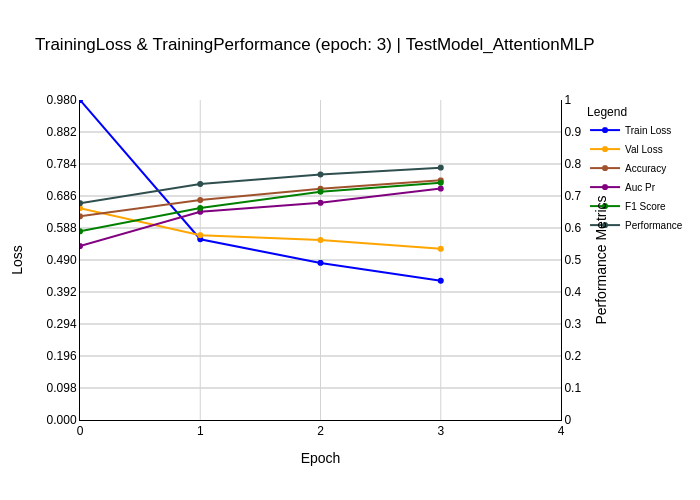 TrainingLoss & TrainingPerformance (epoch: 3) | TestModel_AttentionMLP
0.980
0.882
0.784
0.686
0.588
0.490
0.392
0.294
0.196
0.098
0.000
Loss
0 1 2 3 4
Epoch
1
0.9
0.8
0.7
0.6
0.5
0.4
0.3
0.2
0.1
0
Performance Metrics
Legend
Train Loss
Val Loss
Accuracy
Auc Pr
F1 Score
Performance